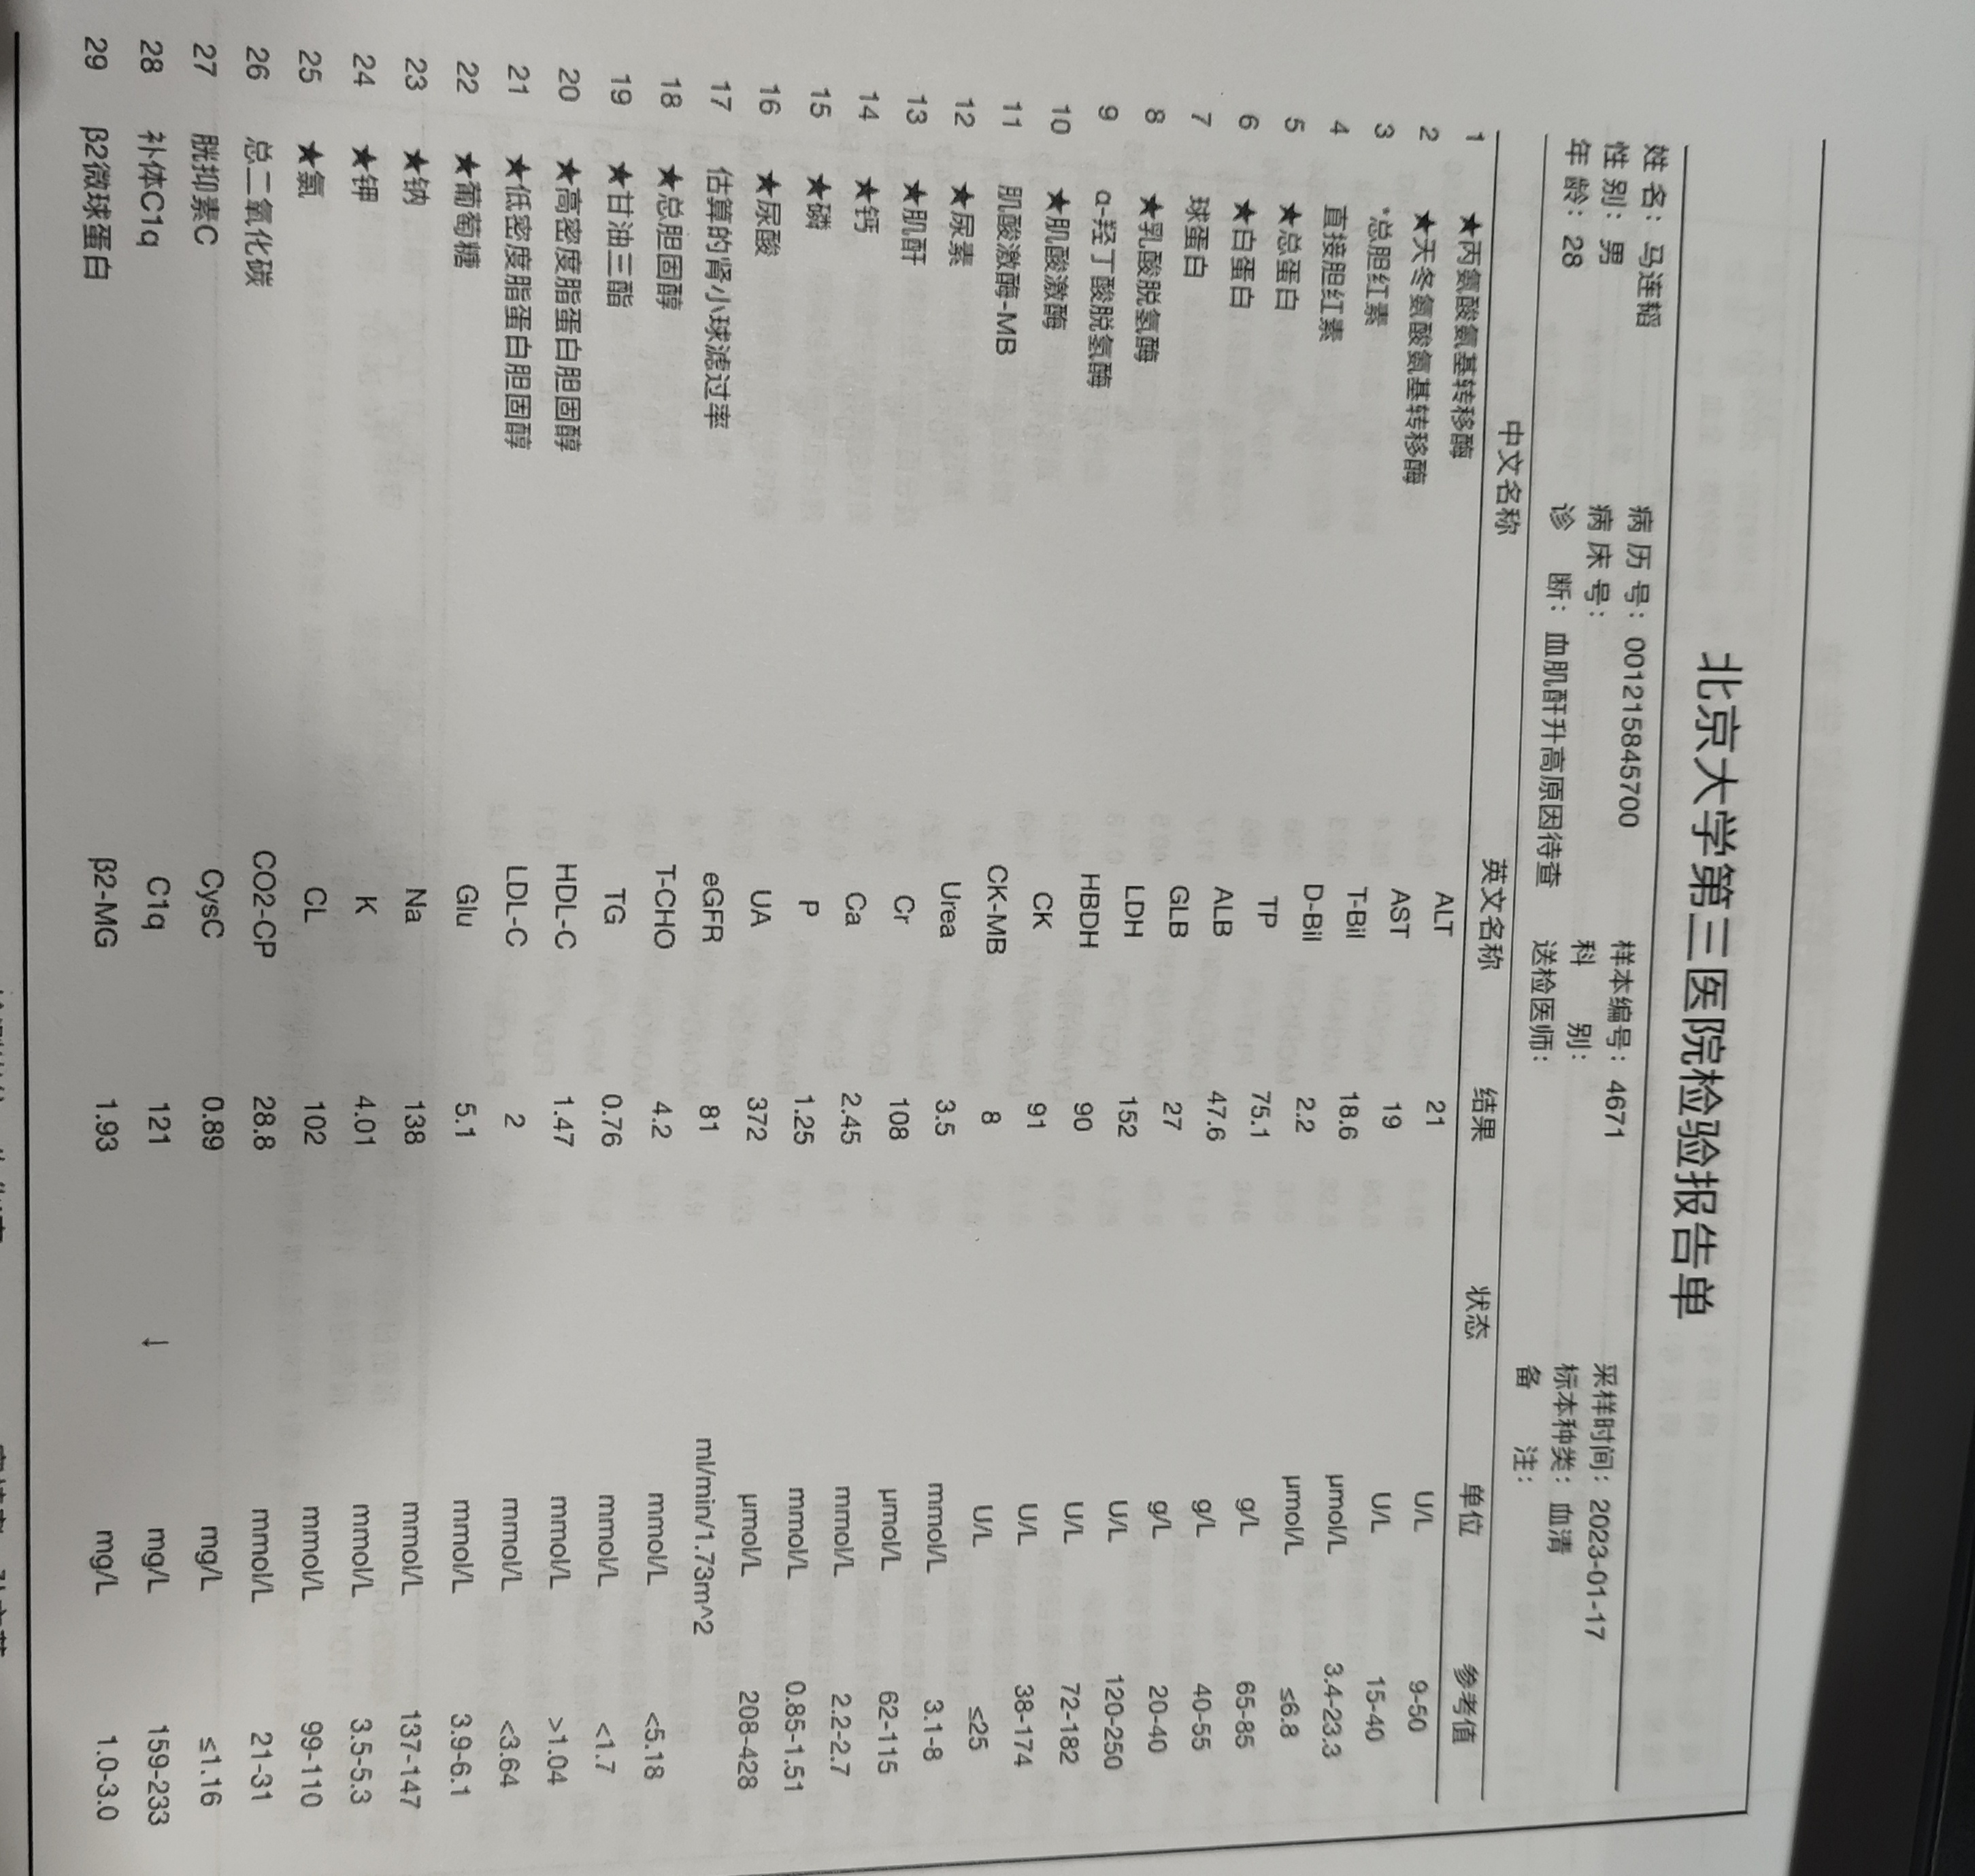 北京大学第三医院检验报告单
姓 名：马连韬 病 历 号：001215845700 样本编号：4671 采样时间：2023-01-17
性 别：男 病 床 号： 科 别： 标本种类：血清
年 龄：28 诊 断：血肌酐升高原因待查 送检医师： 备 注：
中文名称 英文名称 结果 状态 单位 参考值
1 ★丙氨酸氨基转移酶 ALT 21 U/L 9-50
2 ★天冬氨酸氨基转移酶 AST 19 U/L 15-40
3 *总胆红素 T-Bil 18.6 μmol/L 3.4-23.3
4 直接胆红素 D-Bil 2.2 μmol/L ≤6.8
5 ★总蛋白 TP 75.1 g/L 65-85
6 ★白蛋白 ALB 47.6 g/L 40-55
7 球蛋白 GLB 27 g/L 20-40
8 ★乳酸脱氢酶 LDH 152 U/L 120-250
9 α-羟丁酸脱氢酶 HBDH 90 U/L 72-182
10 ★肌酸激酶 CK 91 U/L 38-174
11 肌酸激酶-MB CK-MB 8 U/L ≤25
12 ★尿素 Urea 3.5 mmol/L 3.1-8
13 ★肌酐 Cr 108 μmol/L 62-115
14 ★钙 Ca 2.45 mmol/L 2.2-2.7
15 ★磷 P 1.25 mmol/L 0.85-1.51
16 ★尿酸 UA 372 μmol/L 208-428
17 估算的肾小球滤过率 eGFR 81 ml/min/1.73m^2
18 ★总胆固醇 T-CHO 4.2 mmol/L <5.18
19 ★甘油三酯 TG 0.76 mmol/L <1.7
20 ★高密度脂蛋白胆固醇 HDL-C 1.47 mmol/L >1.04
21 ★低密度脂蛋白胆固醇 LDL-C 2 mmol/L <3.64
22 ★葡萄糖 Glu 5.1 mmol/L 3.9-6.1
23 ★钠 Na 138 mmol/L 137-147
24 ★钾 K 4.01 mmol/L 3.5-5.3
25 ★氯 CL 102 mmol/L 99-110
26 总二氧化碳 CO2-CP 28.8 mmol/L 21-31
27 胱抑素C CysC 0.89 mg/L ≤1.16
28 补体C1q C1q 121 ↓ mg/L 159-233
29 β2微球蛋白 β2-MG 1.93 mg/L 1.0-3.0